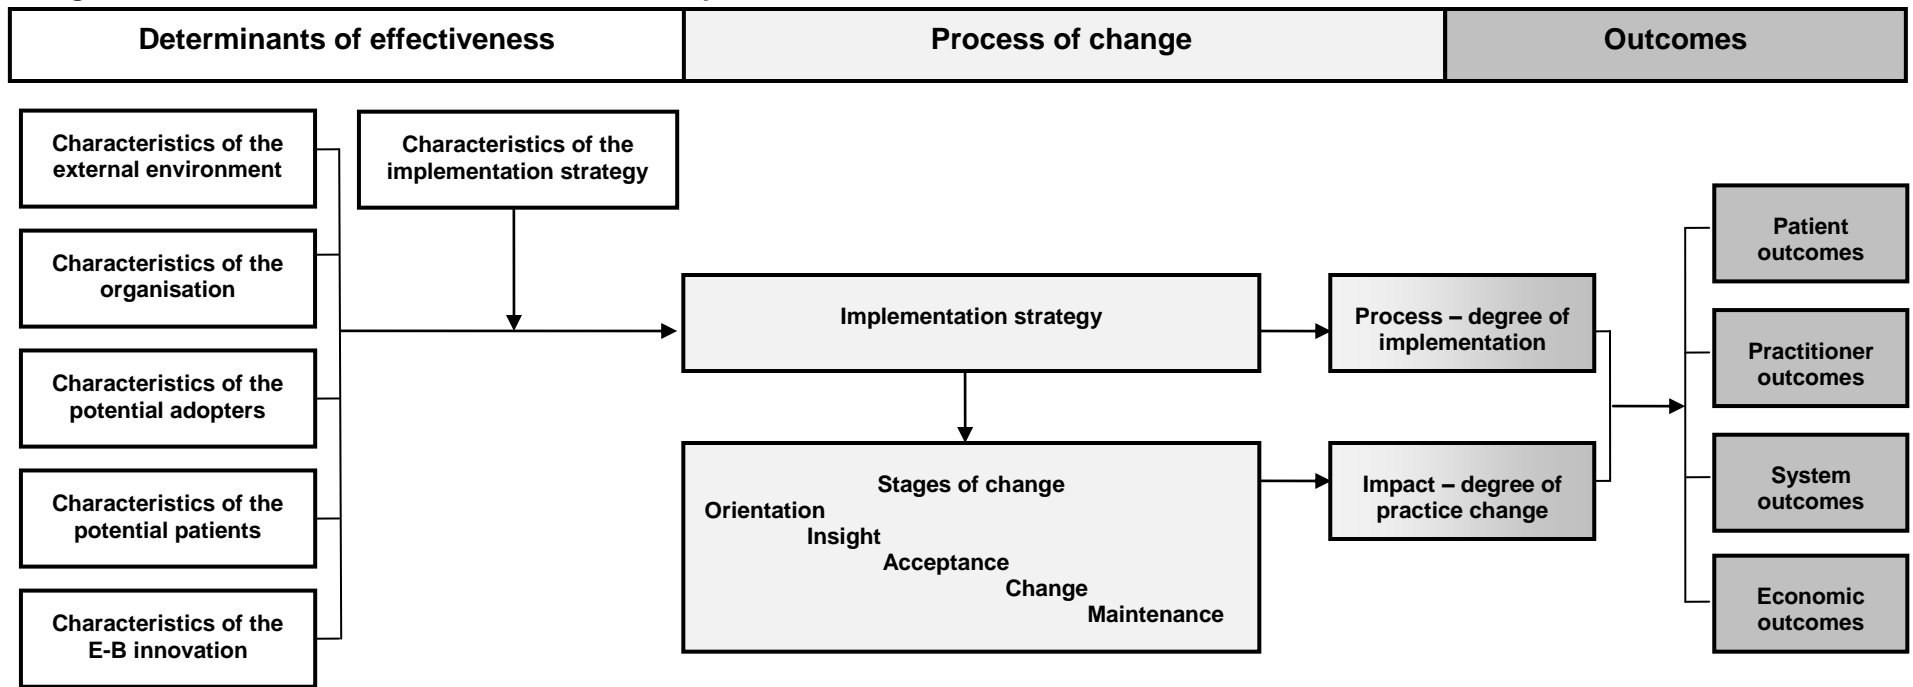 Determinants of effectiveness
Process of change
Outcomes
Characteristics of the
external environment
Characteristics of the
implementation strategy
Characteristics of the
organisation
Characteristics of the
potential adopters
Characteristics of the
potential patients
Characteristics of the
E-B innovation
Implementation strategy
Stages of change
Orientation
Insight
Acceptance
Change
Maintenance
Process – degree of
implementation
Impact – degree of
practice change
Patient
outcomes
Practitioner
outcomes
System
outcomes
Economic
outcomes